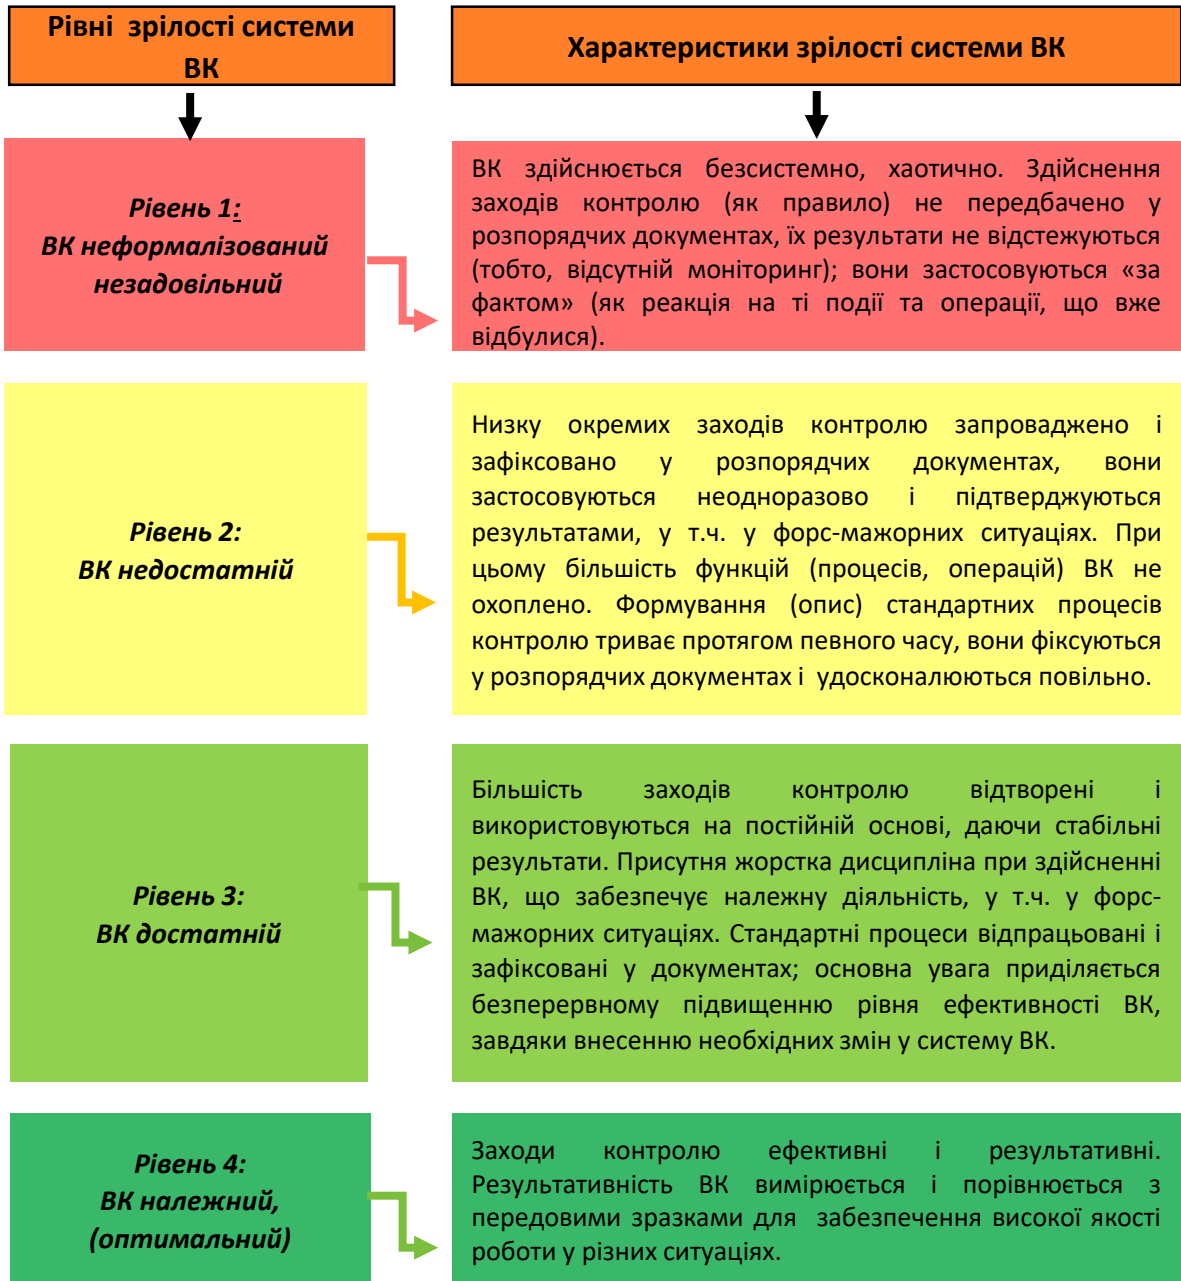 Рівні зрілості системи
ВК
Характеристики зрілості системи ВК
Рівень 1:
ВК неформалізований
незадовільний
ВК здійснюється безсистемно, хаотично. Здійснення
заходів контролю (як правило) не передбачено у
розпорядчих документах, їх результати не відстежуються
(тобто, відсутній моніторинг); вони застосовуються «за
фактом» (як реакція на ті події та операції, що вже
відбулися).
Рівень 2:
ВК недостатній
Низку окремих заходів контролю запроваджено і
зафіксовано у розпорядчих документах, вони
застосовуються неодноразово і підтверджуються
результатами, у т.ч. у форс-мажорних ситуаціях. При
цьому більшість функцій (процесів, операцій) ВК не
охоплено. Формування (опис) стандартних процесів
контролю триває протягом певного часу, вони фіксуються
у розпорядчих документах і удосконалюються повільно.
Рівень 3:
ВК достатній
Більшість заходів контролю відтворені і
використовуються на постійній основі, даючи стабільні
результати. Присутня жорстка дисципліна при здійсненні
ВК, що забезпечує належну діяльність, у т.ч. у форс-
мажорних ситуаціях. Стандартні процеси відпрацьовані і
зафіксовані у документах; основна увага приділяється
безперервному підвищенню рівня ефективності ВК,
завдяки внесенню необхідних змін у систему ВК.
Рівень 4:
ВК належний,
(оптимальний)
Заходи контролю ефективні і результативні.
Результативність ВК вимірюється і порівнюється з
передовими зразками для забезпечення високої якості
роботи у різних ситуаціях.